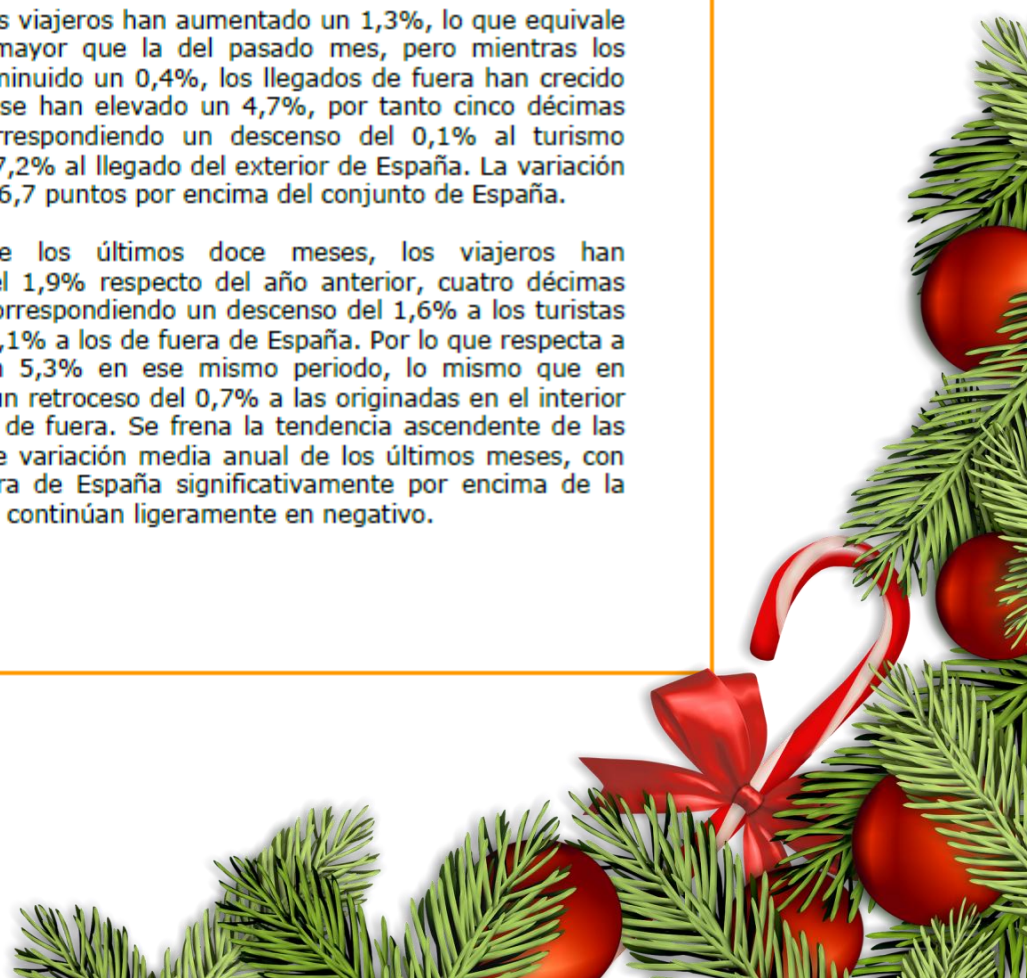 s viajeros han aumentado un 1,3%, lo que equivale
mayor que la del pasado mes, pero mientras los
minuido un 0,4%, los llegados de fuera han crecido
se han elevado un 4,7%, por tanto cinco décimas
rrespondiendo un descenso del 0,1% al turismo
7,2% al llegado del exterior de España. La variación
6,7 puntos por encima del conjunto de España.
e los últimos doce meses, los viajeros han
el 1,9% respecto del año anterior, cuatro décimas
orrespondiendo un descenso del 1,6% a los turistas
,1% a los de fuera de España. Por lo que respecta a
n 5,3% en ese mismo periodo, lo mismo que en
un retroceso del 0,7% a las originadas en el interior
de fuera. Se frena la tendencia ascendente de las
e variación media anual de los últimos meses, con
ra de España significativamente por encima de la
continúan ligeramente en negativo.